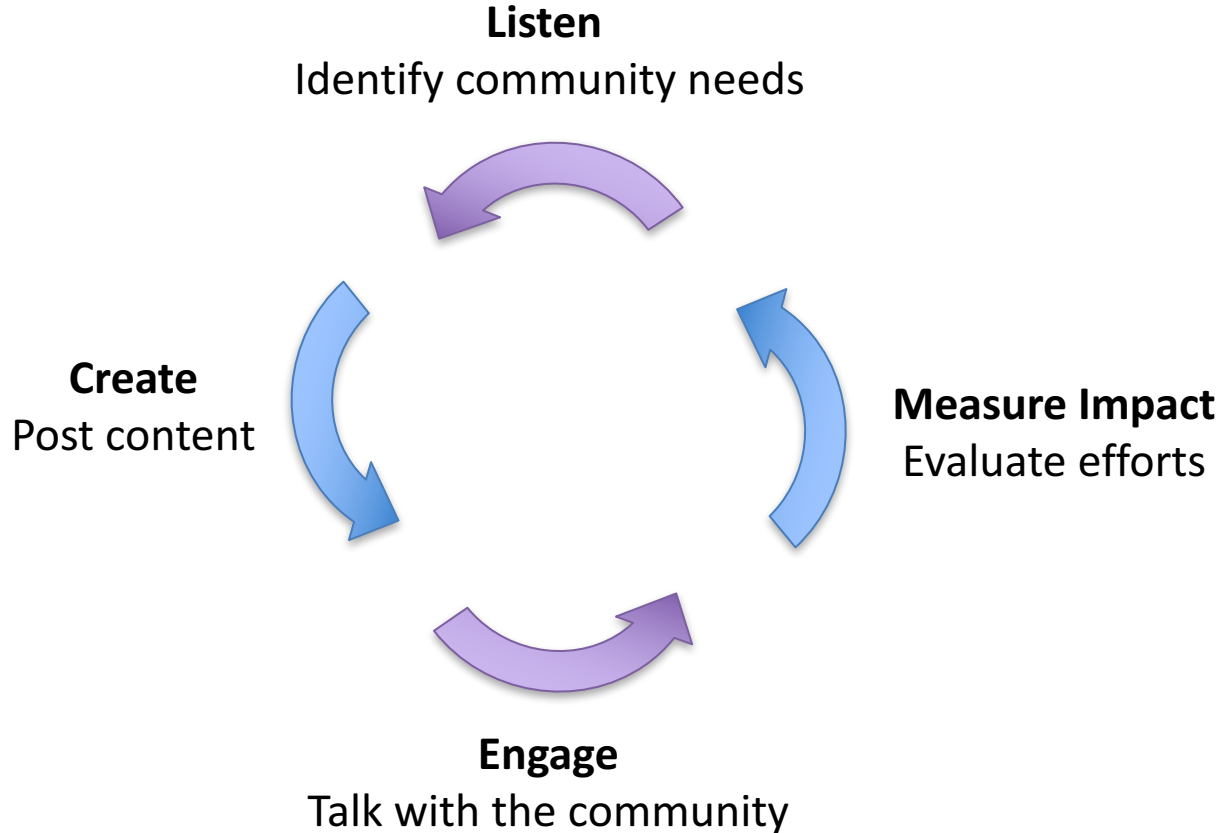 Listen
Identify community needs
Create
Post content
Measure Impact
Evaluate efforts
Engage
Talk with the community